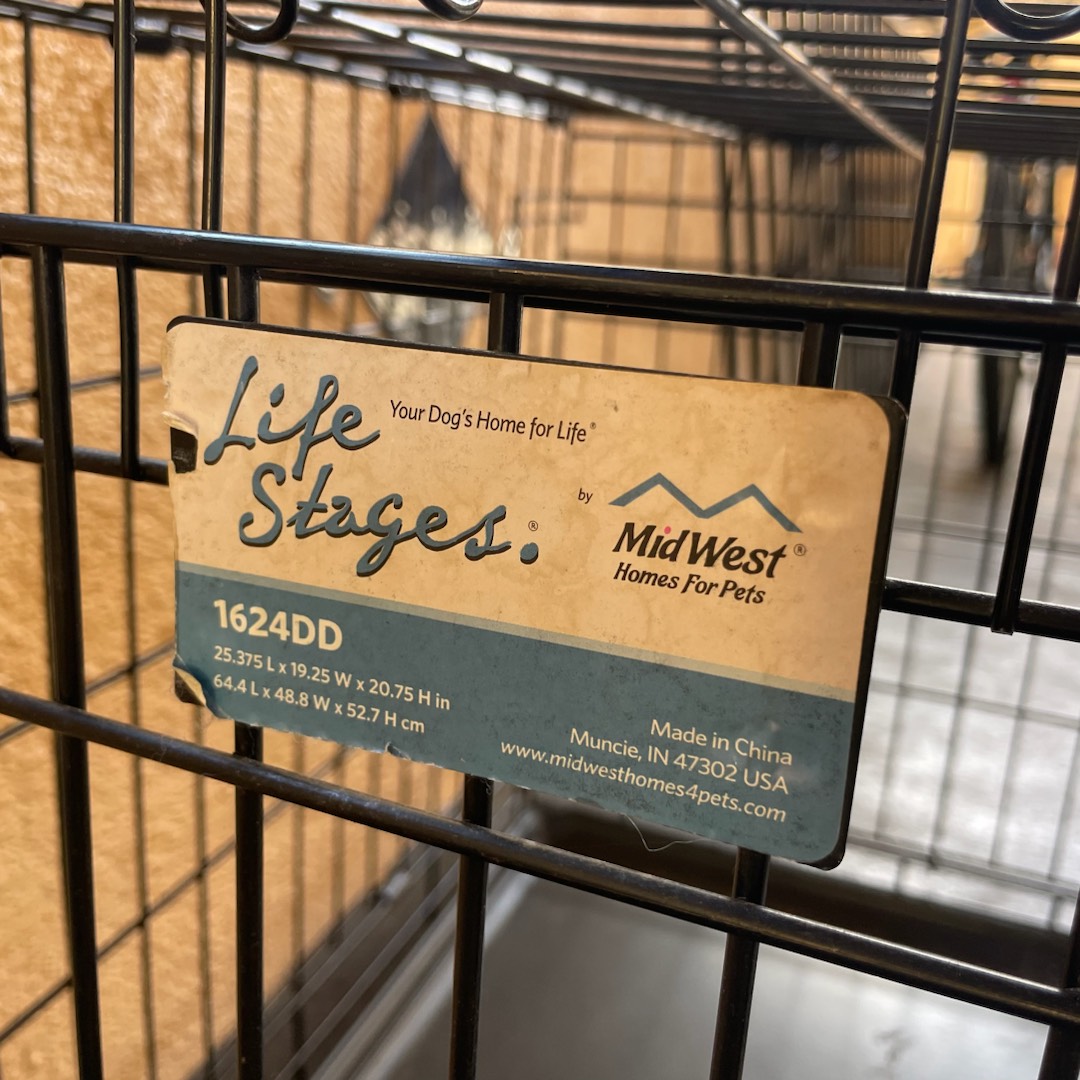 Life
Your Dog's Home for Life®
Stages.®
by
MidWest®
Homes For Pets
1624DD
25.375 L x 19.25 W x 20.75 H in
64.4 L x 48.8 W x 52.7 H cm
Made in China
Muncie, IN 47302 USA
www.midwesthomes4pets.com